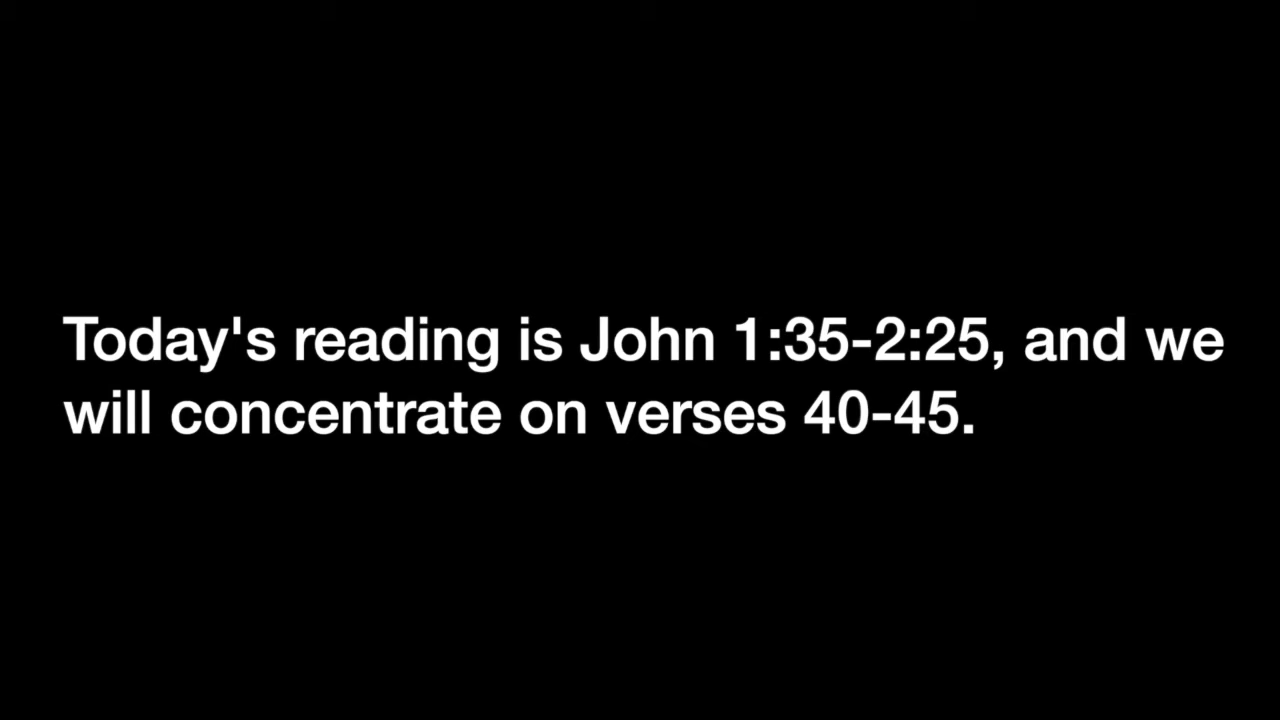 Today's reading is John 1:35-2:25, and we
will concentrate on verses 40-45.